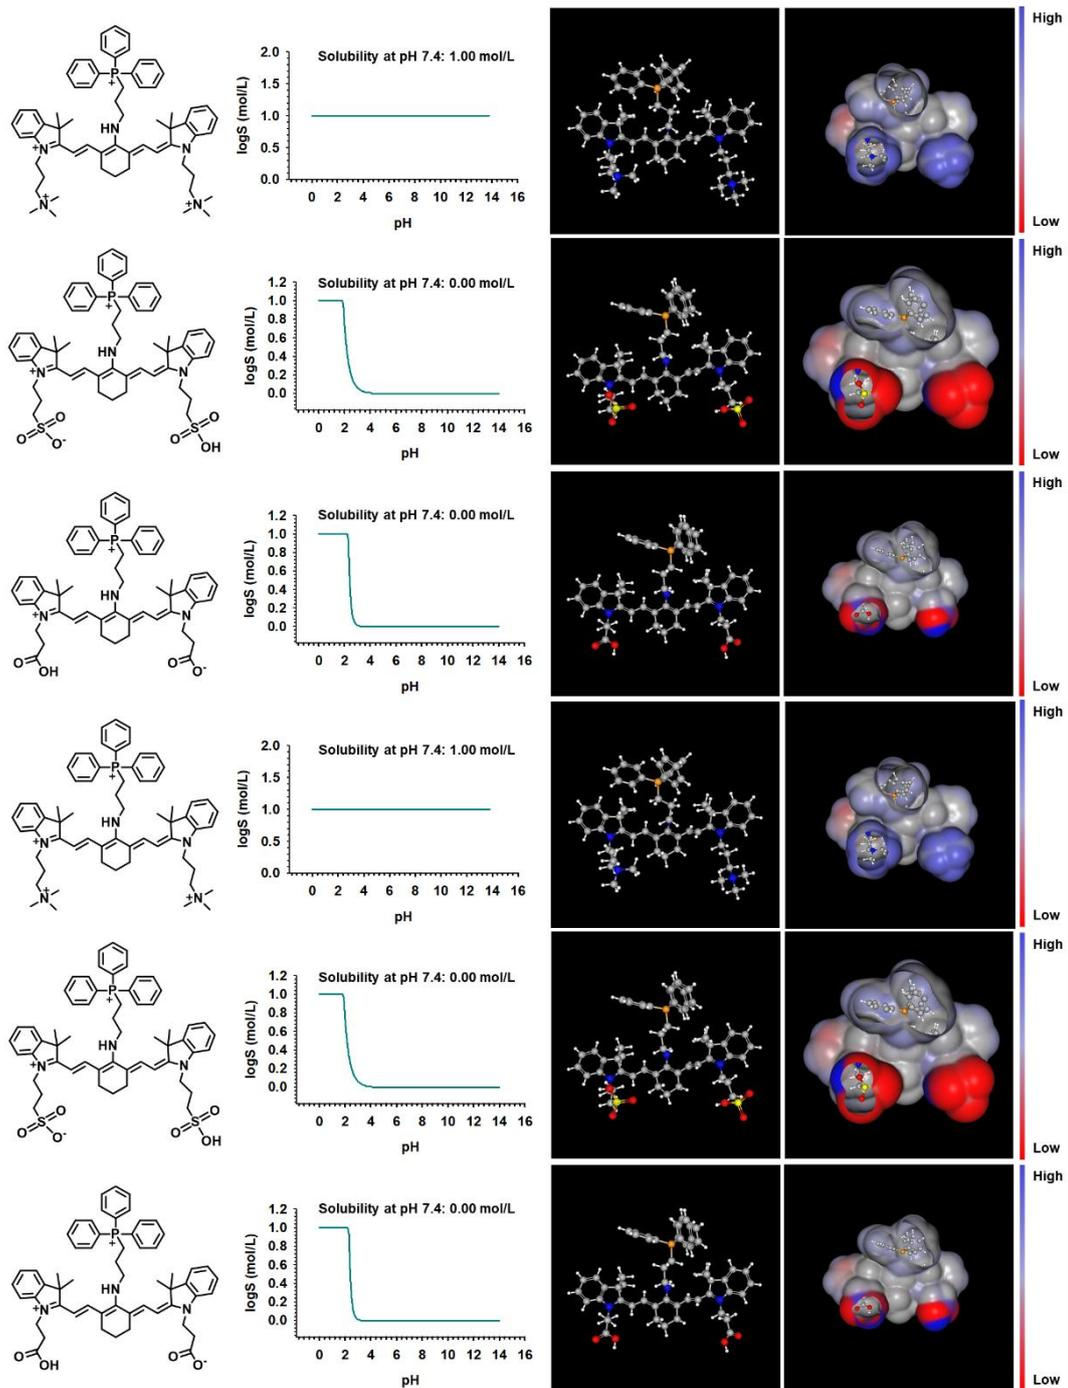 P
+
HN
N
+
N
N
+
N
+
Solubility at pH 7.4: 1.00 mol/L
logS (mol/L)
2.0
1.5
1.0
0.5
0.0
0 2 4 6 8 10 12 14 16
pH
High
Low
P
+
HN
N
+
N
O
S
O
O-
O
S
O
OH
Solubility at pH 7.4: 0.00 mol/L
logS (mol/L)
1.2
1.0
0.8
0.6
0.4
0.2
0.0
0 2 4 6 8 10 12 14 16
pH
High
Low
P
+
HN
N
+
N
O
OH
O
O-
Solubility at pH 7.4: 0.00 mol/L
logS (mol/L)
1.2
1.0
0.8
0.6
0.4
0.2
0.0
0 2 4 6 8 10 12 14 16
pH
High
Low
P
+
HN
N
+
N
N
+
N
+
Solubility at pH 7.4: 1.00 mol/L
logS (mol/L)
2.0
1.5
1.0
0.5
0.0
0 2 4 6 8 10 12 14 16
pH
High
Low
P
+
HN
N
+
N
O
S
O
O-
O
S
O
OH
Solubility at pH 7.4: 0.00 mol/L
logS (mol/L)
1.2
1.0
0.8
0.6
0.4
0.2
0.0
0 2 4 6 8 10 12 14 16
pH
High
Low
P
+
HN
N
+
N
O
OH
O
O-
Solubility at pH 7.4: 0.00 mol/L
logS (mol/L)
1.2
1.0
0.8
0.6
0.4
0.2
0.0
0 2 4 6 8 10 12 14 16
pH
High
Low